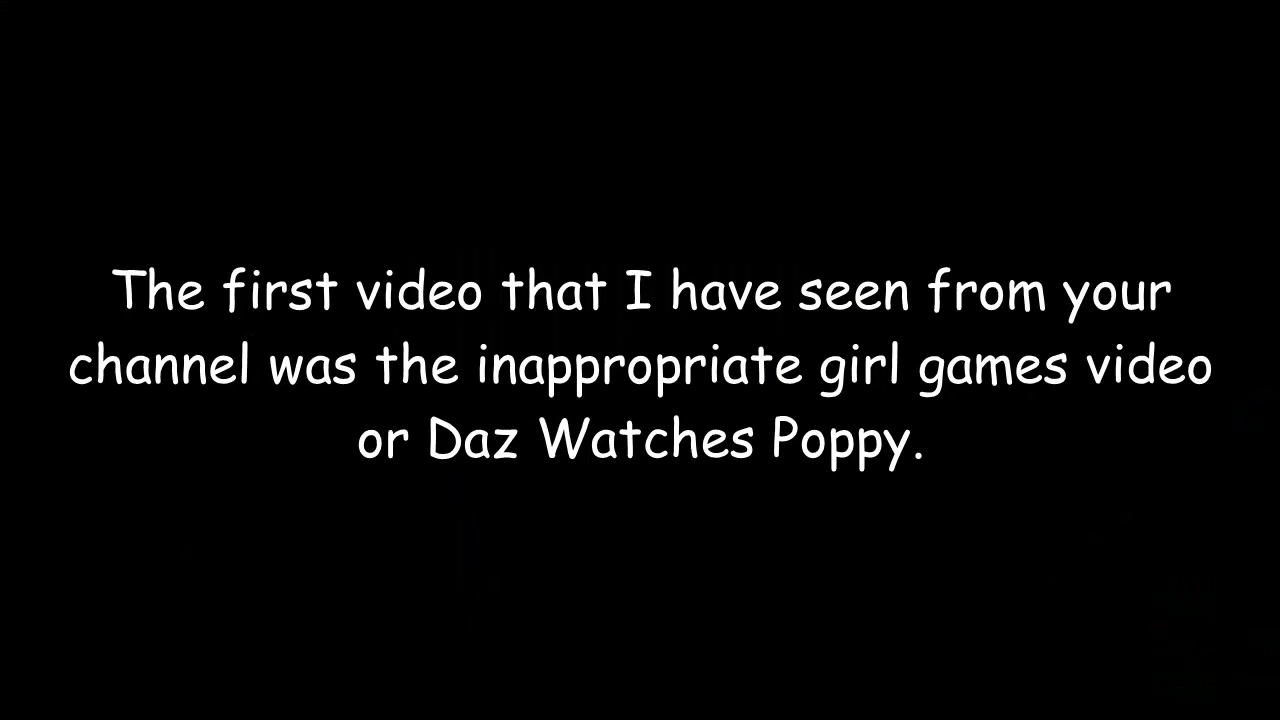 The first video that I have seen from your
channel was the inappropriate girl games video
or Daz Watches Poppy.